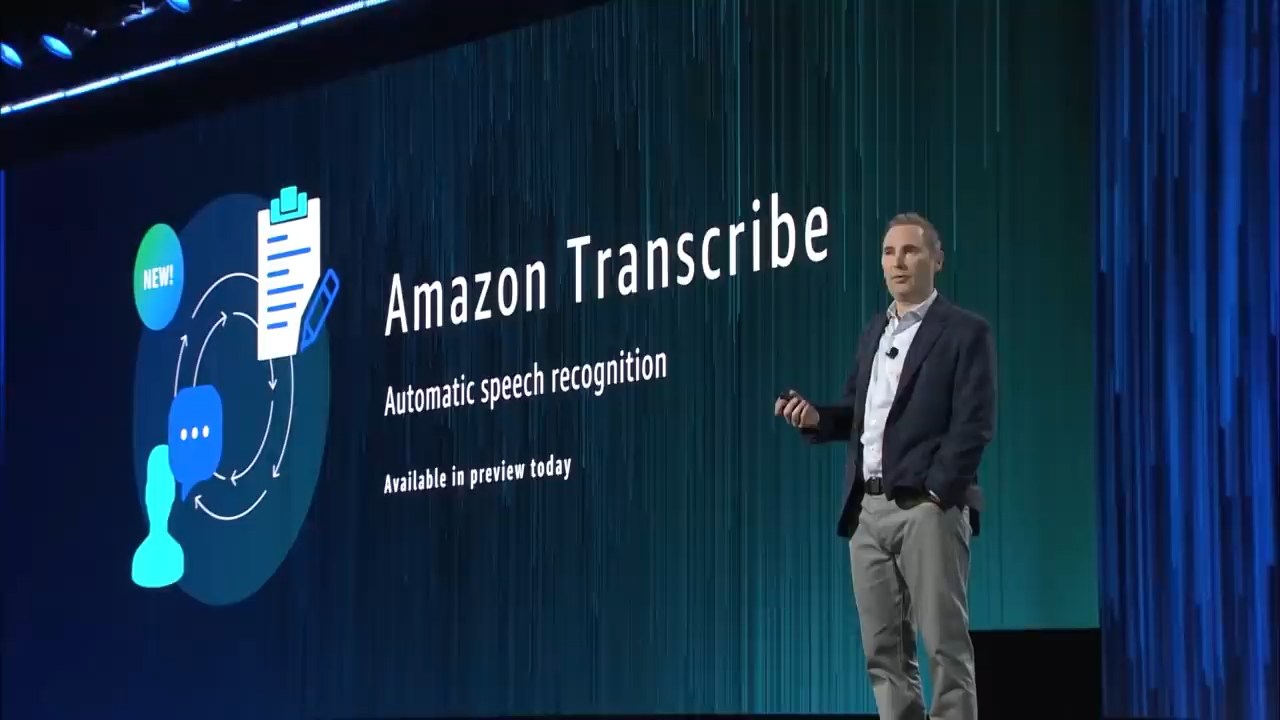 NEW!
Amazon Transcribe
Automatic speech recognition
Available in preview today